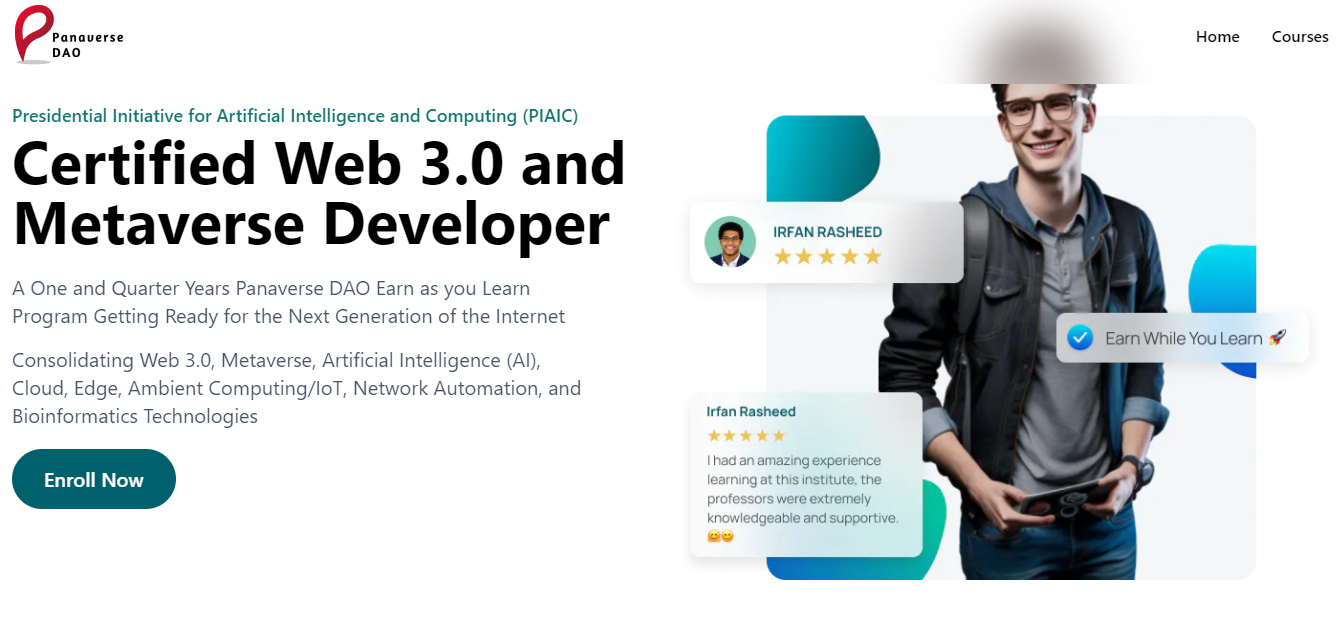 Panaverse
DAO
Home
Courses
Presidential Initiative for Artificial Intelligence and Computing (PIAIC)
Certified Web 3.0 and
Metaverse Developer
A One and Quarter Years Panaverse DAO Earn as you Learn
Program Getting Ready for the Next Generation of the Internet
Consolidating Web 3.0, Metaverse, Artificial Intelligence (AI),
Cloud, Edge, Ambient Computing/IoT, Network Automation, and
Bioinformatics Technologies
Enroll Now
IRFAN RASHEED
Earn While You Learn 🚀
Irfan Rasheed
I had an amazing experience
learning at this institute, the
professors were extremely
knowledgeable and supportive.
🤗😊